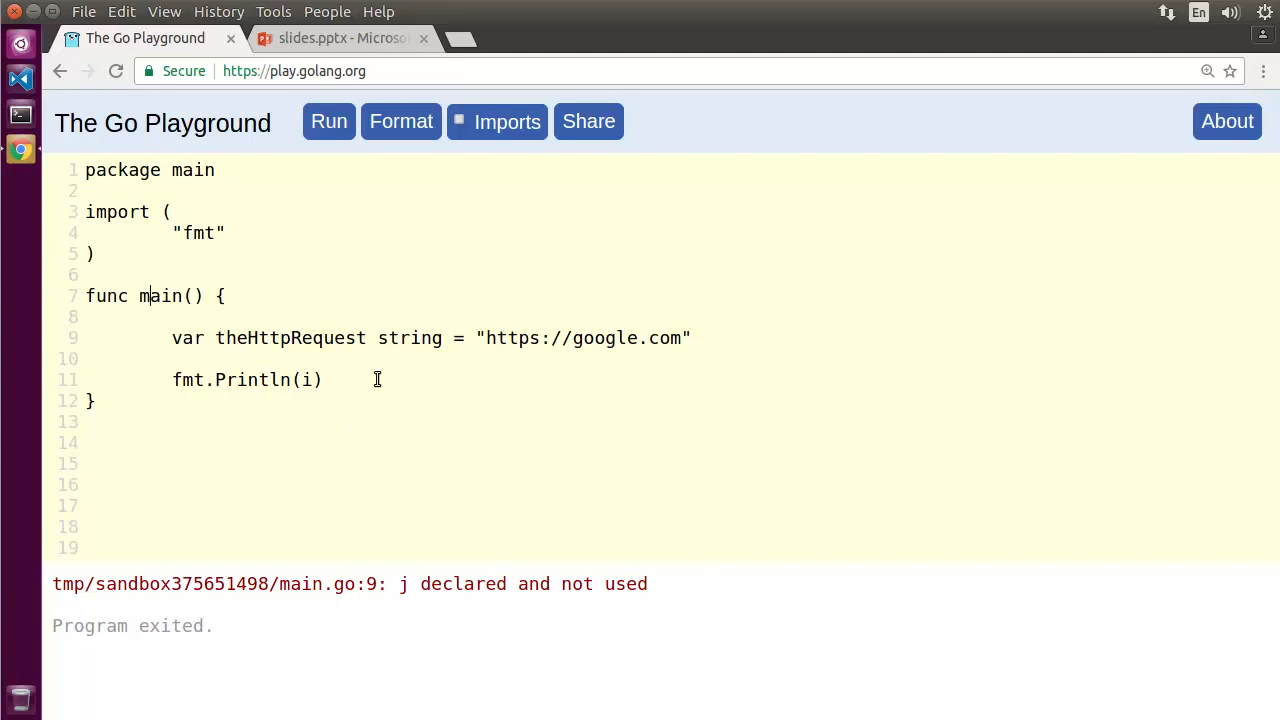 File Edit View History Tools People Help En
The Go Playground slides.pptx - Microso
Secure https://play.golang.org
The Go Playground Run Format Imports Share About
1 package main
2
3 import (
4 "fmt"
5 )
6
7 func main() {
8
9 var theHttpRequest string = "https://google.com"
10
11 fmt.Println(i)
12 }
13
14
15
16
17
18
19
tmp/sandbox375651498/main.go:9: j declared and not used
Program exited.